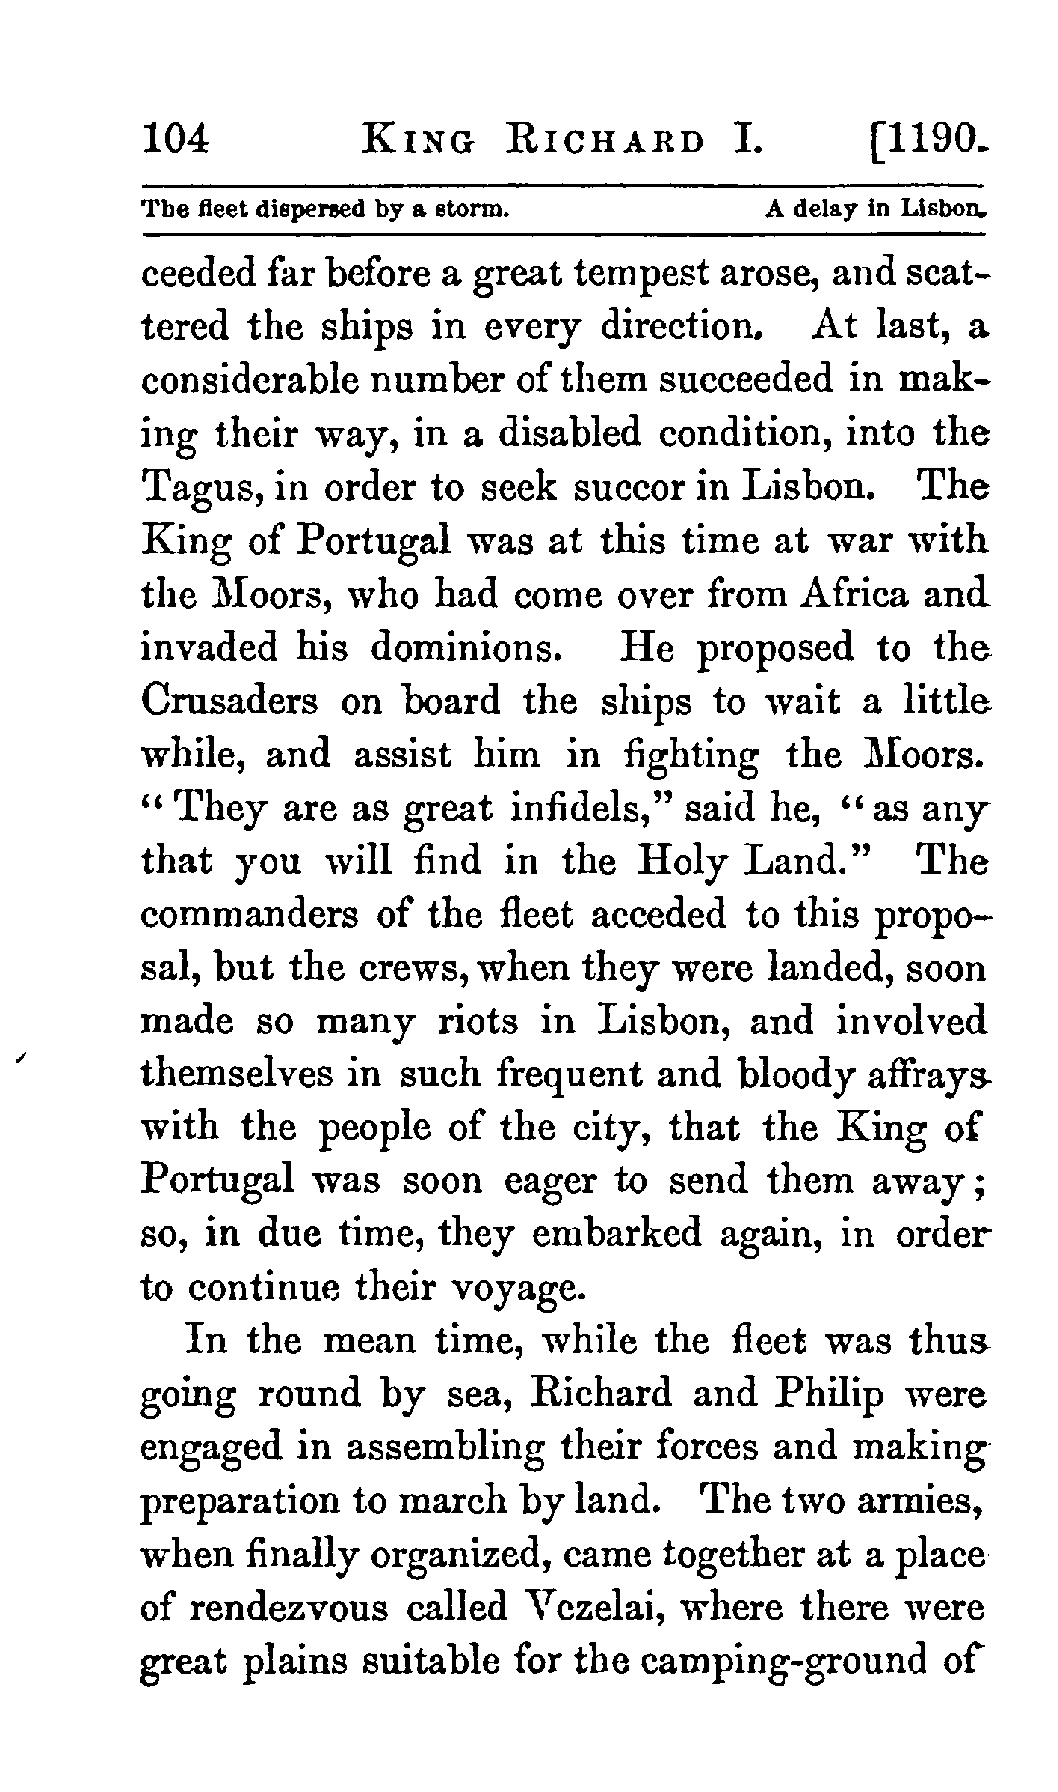 104 KING RICHARD I. [1190.
The fleet dispersed by a storm. A delay in Lisbon.
ceeded far before a great tempest arose, and scat-
tered the ships in every direction. At last, a
considerable number of them succeeded in mak-
ing their way, in a disabled condition, into the
Tagus, in order to seek succor in Lisbon. The
King of Portugal was at this time at war with
the Moors, who had come over from Africa and
invaded his dominions. He proposed to the
Crusaders on board the ships to wait a little
while, and assist him in fighting the Moors.
“They are as great infidels,” said he, “as any
that you will find in the Holy Land.” The
commanders of the fleet acceded to this propo-
sal, but the crews, when they were landed, soon
made so many riots in Lisbon, and involved
themselves in such frequent and bloody affrays
with the people of the city, that the King of
Portugal was soon eager to send them away;
so, in due time, they embarked again, in order
to continue their voyage.
In the mean time, while the fleet was thus
going round by sea, Richard and Philip were
engaged in assembling their forces and making
preparation to march by land. The two armies,
when finally organized, came together at a place
of rendezvous called Vezelai, where there were
great plains suitable for the camping-ground of